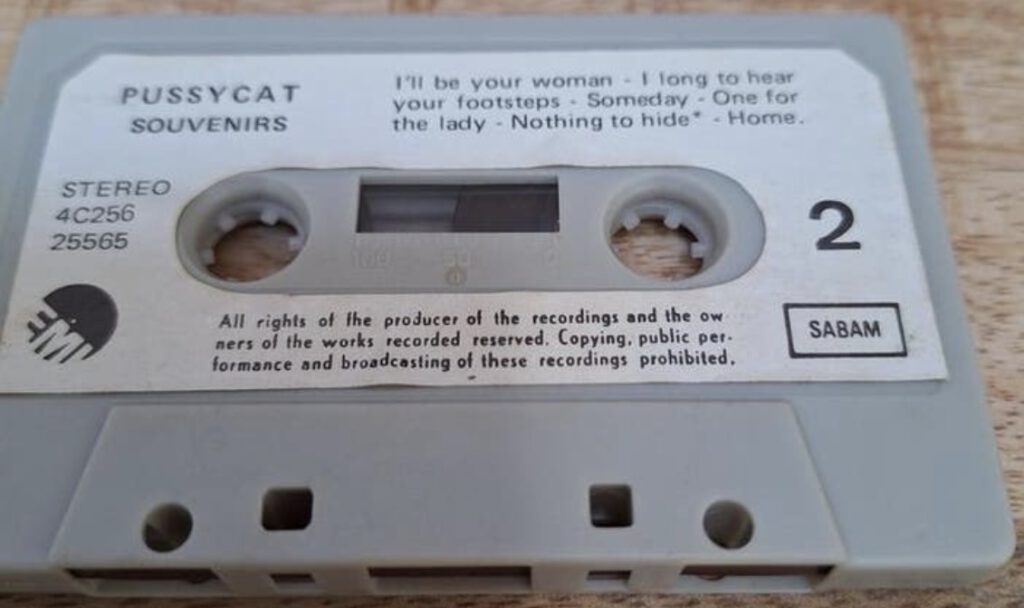 PUSSYCAT
SOUVENIRS
I'll be your woman - I long to hear
your footsteps - Someday - One for
the lady - Nothing to hide* - Home.
STEREO
4C256
25565
2
EMI
All rights of the producer of the recordings and the ow-
ners of the works recorded reserved. Copying, public per-
formance and broadcasting of these recordings prohibited.
SABAM